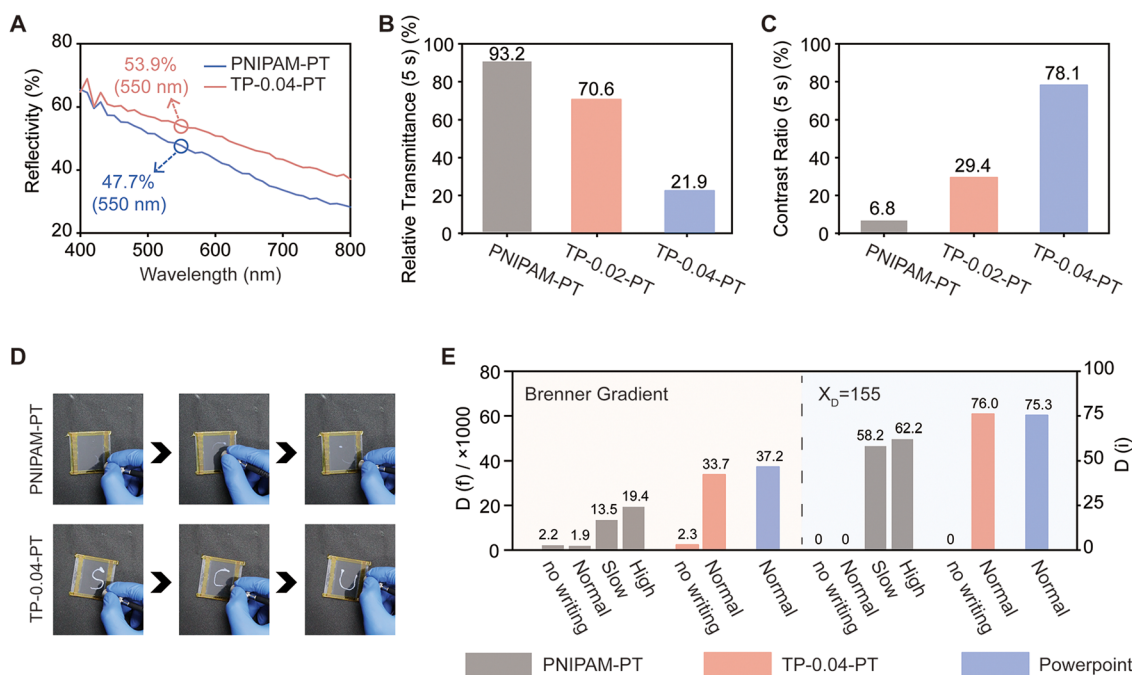 A
Reflectivity (%)
80
60
40
20
53.9%
(550 nm)
PNIPAM-PT
TP-0.04-PT
47.7%
(550 nm)
400 500 600 700 800
Wavelength (nm)
B
Relative Transmittance (5 s) (%)
100
80
60
40
20
0
93.2
70.6
21.9
PNIPAM-PT
TP-0.02-PT
TP-0.04-PT
C
Contrast Ratio (5 s) (%)
100
80
60
40
20
0
6.8
29.4
78.1
PNIPAM-PT
TP-0.02-PT
TP-0.04-PT
D
PNIPAM-PT
TP-0.04-PT
S
C
U
E
D (f) / ×1000
80
60
40
20
0
Brenner Gradient
X_D=155
100
75
50
25
0
D (i)
2.2 1.9 13.5 19.4 2.3 33.7 37.2 0 0 58.2 62.2 0 76.0 75.3
no writing Normal Slow High no writing Normal Normal no writing Normal Slow High no writing Normal Normal
PNIPAM-PT TP-0.04-PT Powerpoint